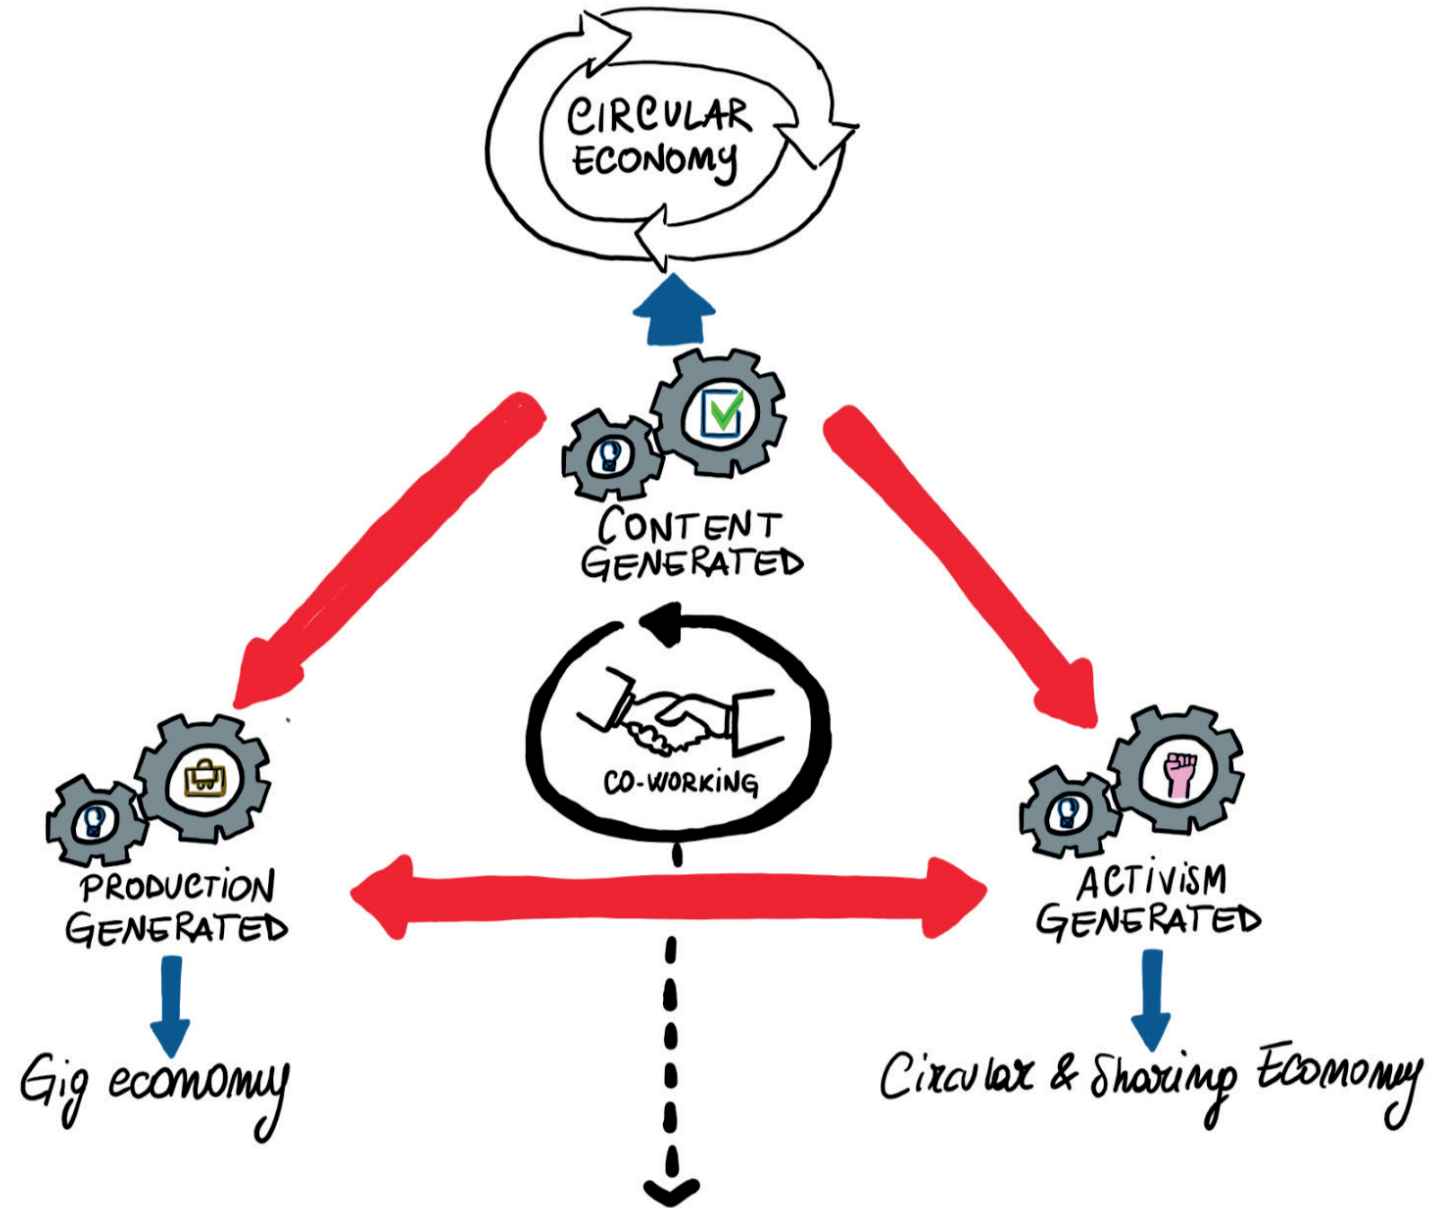 CIRCULAR
ECONOMY
CONTENT
GENERATED
CO-WORKING
PRODUCTION
GENERATED
ACTIVISM
GENERATED
Gig economy
Circular & Sharing Economy